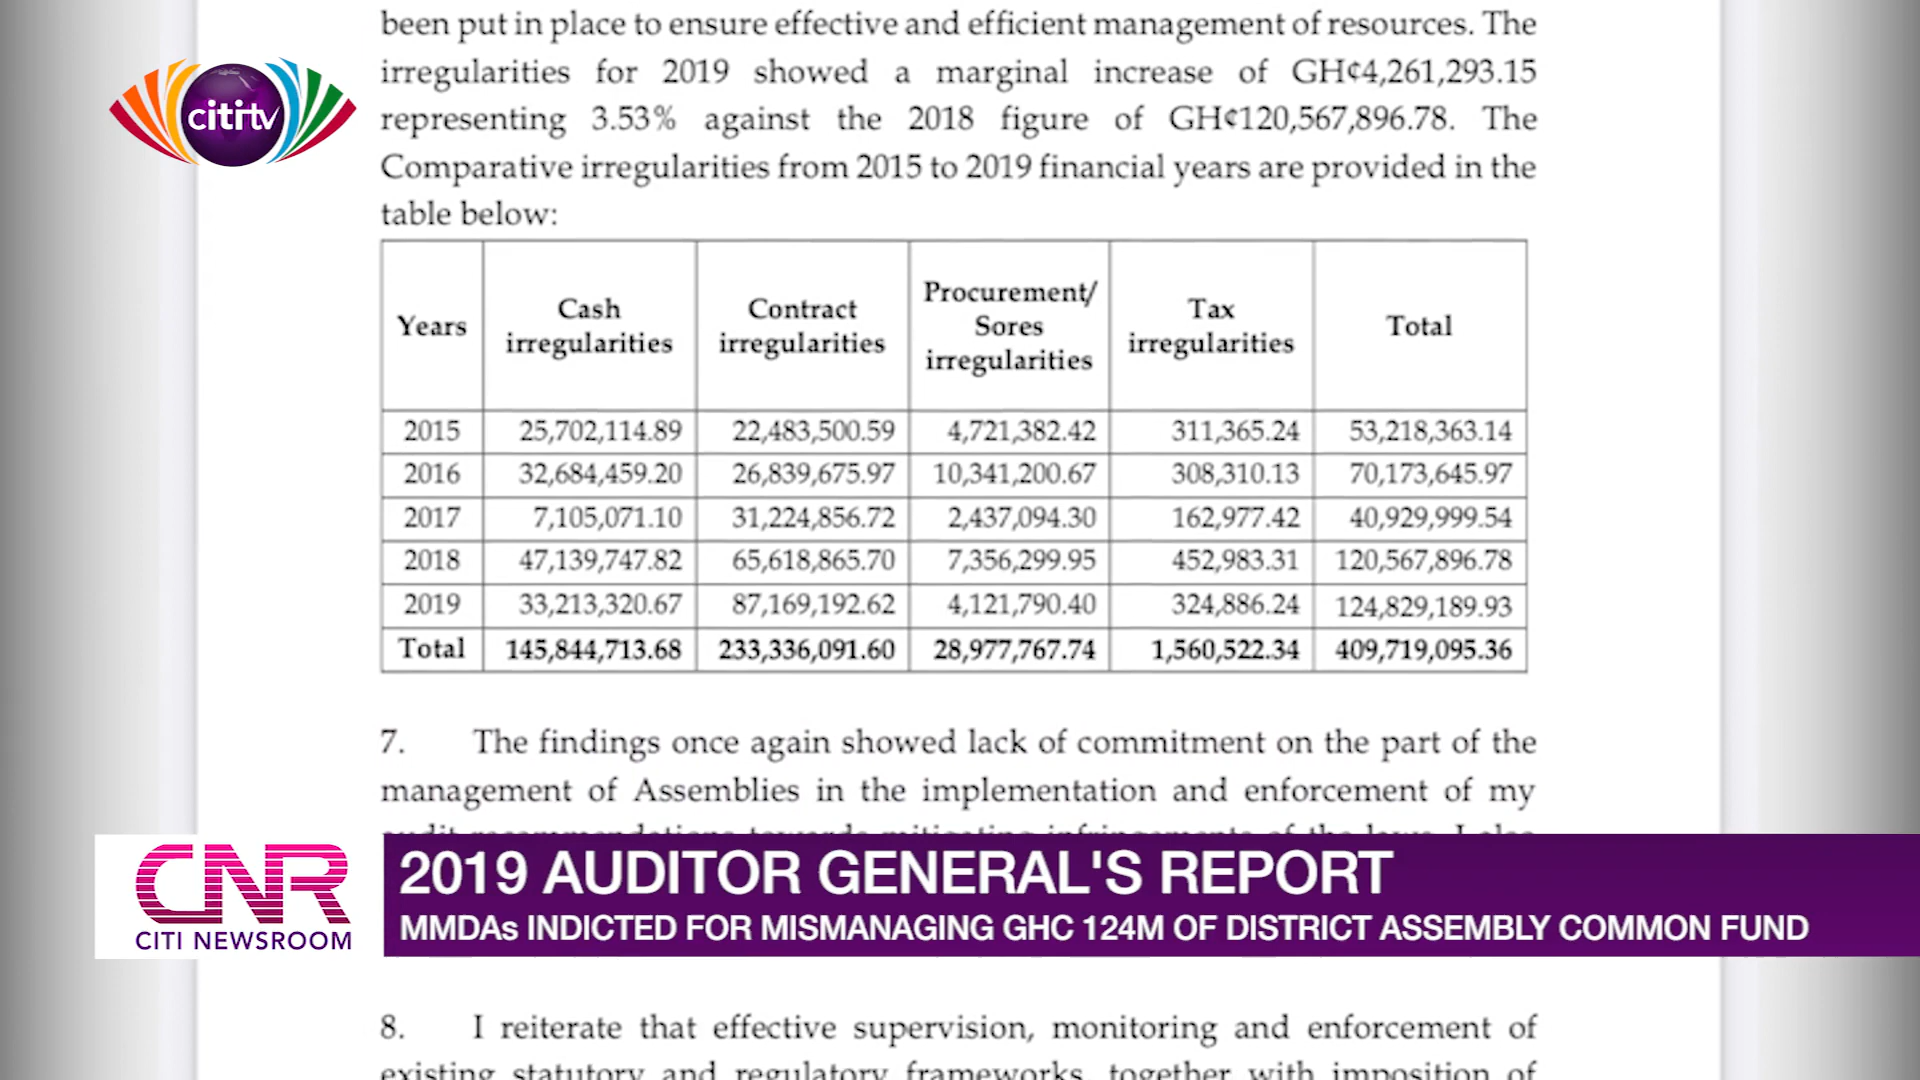 been put in place to ensure effective and efficient management of resources. The
irregularities for 2019 showed a marginal increase of GH¢4,261,293.15
representing 3.53% against the 2018 figure of GH¢120,567,896.78. The
Comparative irregularities from 2015 to 2019 financial years are provided in the
table below:
citi tv
Years Cash irregularities Contract irregularities Procurement/ Sores irregularities Tax irregularities Total
2015 25,702,114.89 22,483,500.59 4,721,382.42 311,365.24 53,218,363.14
2016 32,684,459.20 26,839,675.97 10,341,200.67 308,310.13 70,173,645.97
2017 7,105,071.10 31,224,856.72 2,437,094.30 162,977.42 40,929,999.54
2018 47,139,747.82 65,618,865.70 7,356,299.95 452,983.31 120,567,896.78
2019 33,213,320.67 87,169,192.62 4,121,790.40 324,886.24 124,829,189.93
Total 145,844,713.68 233,336,091.60 28,977,767.74 1,560,522.34 409,719,095.36
7. The findings once again showed lack of commitment on the part of the
management of Assemblies in the implementation and enforcement of my
CNR
CITI NEWSROOM
2019 AUDITOR GENERAL'S REPORT
MMDAs INDICTED FOR MISMANAGING GHC 124M OF DISTRICT ASSEMBLY COMMON FUND
8. I reiterate that effective supervision, monitoring and enforcement of
existing statutory and regulatory frameworks, together with imposition of